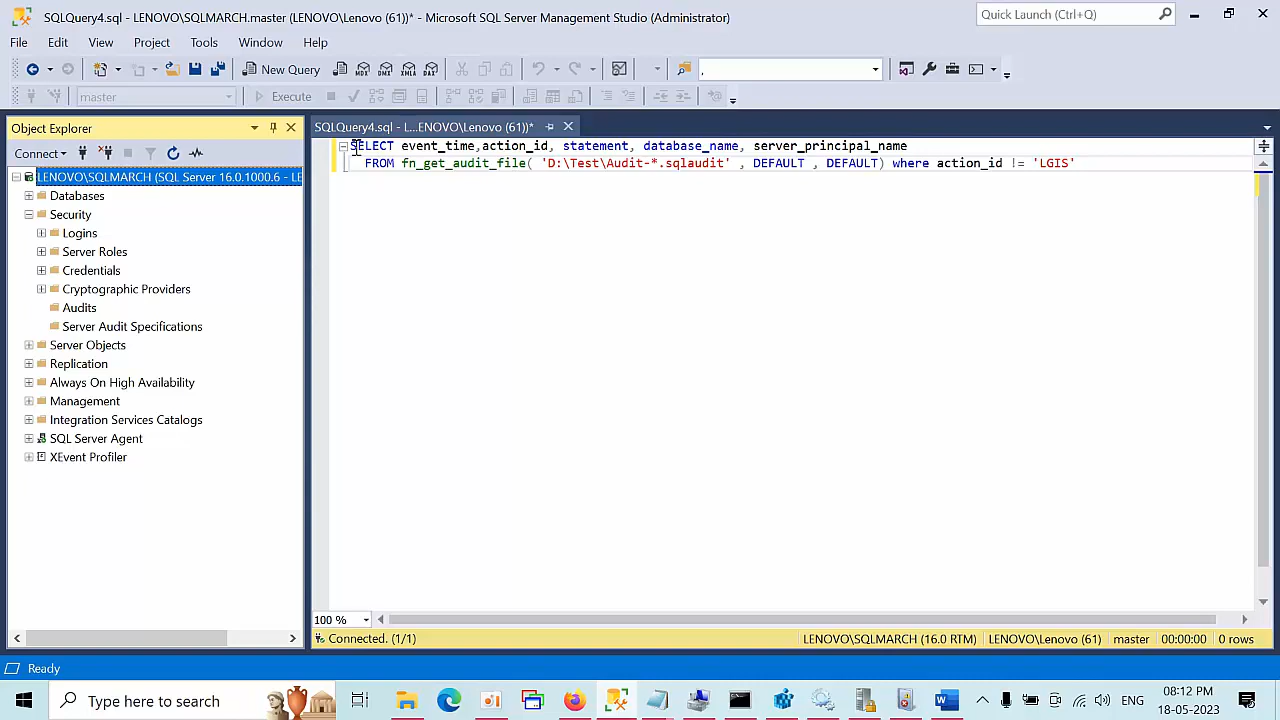 SQLQuery4.sql - LENOVO\SQLMARCH.master (LENOVO\Lenovo (61))* - Microsoft SQL Server Management Studio (Administrator)
Quick Launch (Ctrl+Q)
File Edit View Project Tools Window Help
New Query
MDX DMX XMLA DAX
,
master
Execute
Object Explorer
SQLQuery4.sql - L...ENOVO\Lenovo (61))*
Connect
SELECT event_time,action_id, statement, database_name, server_principal_name
FROM fn_get_audit_file( 'D:\Test\Audit-*.sqlaudit' , DEFAULT , DEFAULT) where action_id != 'LGIS'
LENOVO\SQLMARCH (SQL Server 16.0.1000.6 - LE
Databases
Security
Logins
Server Roles
Credentials
Cryptographic Providers
Audits
Server Audit Specifications
Server Objects
Replication
Always On High Availability
Management
Integration Services Catalogs
SQL Server Agent
XEvent Profiler
100 %
Connected. (1/1)
LENOVO\SQLMARCH (16.0 RTM) LENOVO\Lenovo (61) master 00:00:00 0 rows
Ready
Type here to search
ENG
08:12 PM
18-05-2023